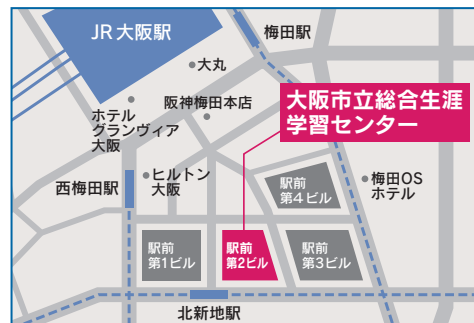 JR大阪駅
梅田駅
大丸
阪神梅田本店
ホテル
グランヴィア
大阪
大阪市立総合生涯
学習センター
西梅田駅
ヒルトン
大阪
駅前
第4ビル
梅田OS
ホテル
駅前
第1ビル
駅前
第2ビル
駅前
第3ビル
北新地駅